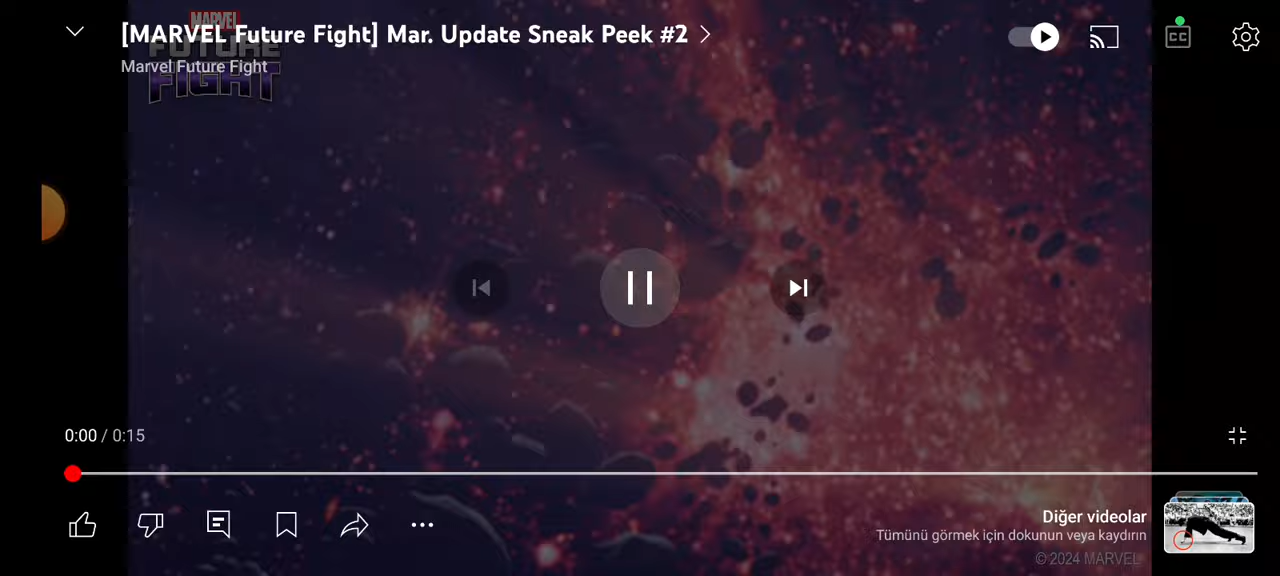 [MARVEL Future Fight] Mar. Update Sneak Peek #2
Marvel Future Fight
MARVEL
FUTURE
FIGHT
CC
0:00 / 0:15
Diğer videolar
Tümünü görmek için dokunun veya kaydırın
© 2024 MARVEL